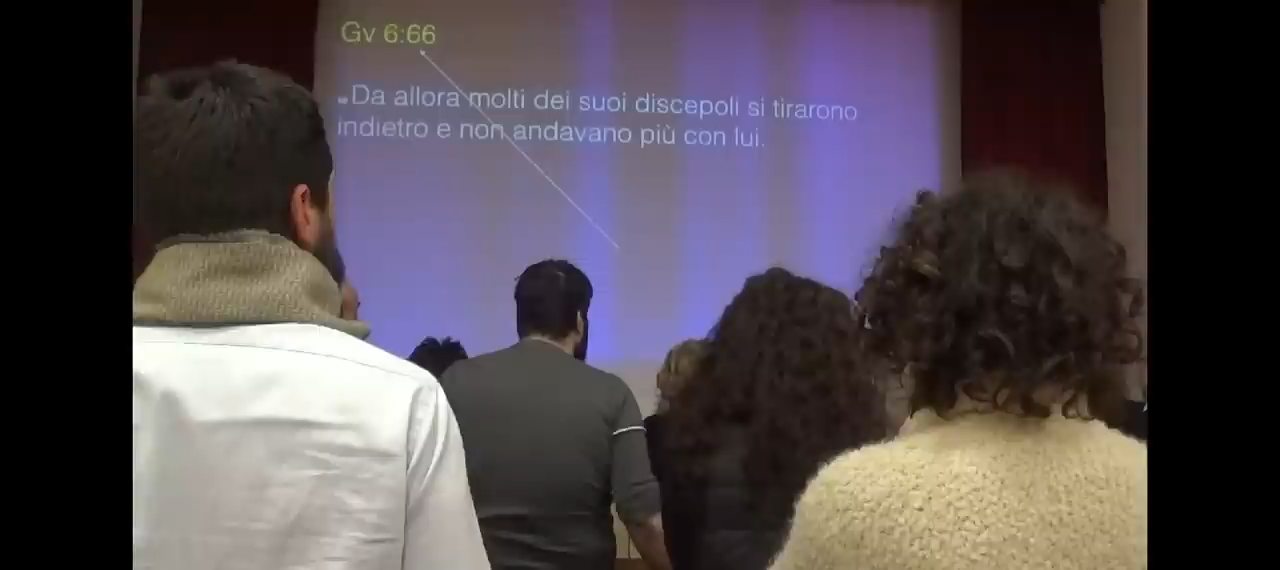 Gv 6:66
Da allora molti dei suoi discepoli si tirarono
indietro e non andavano più con lui.